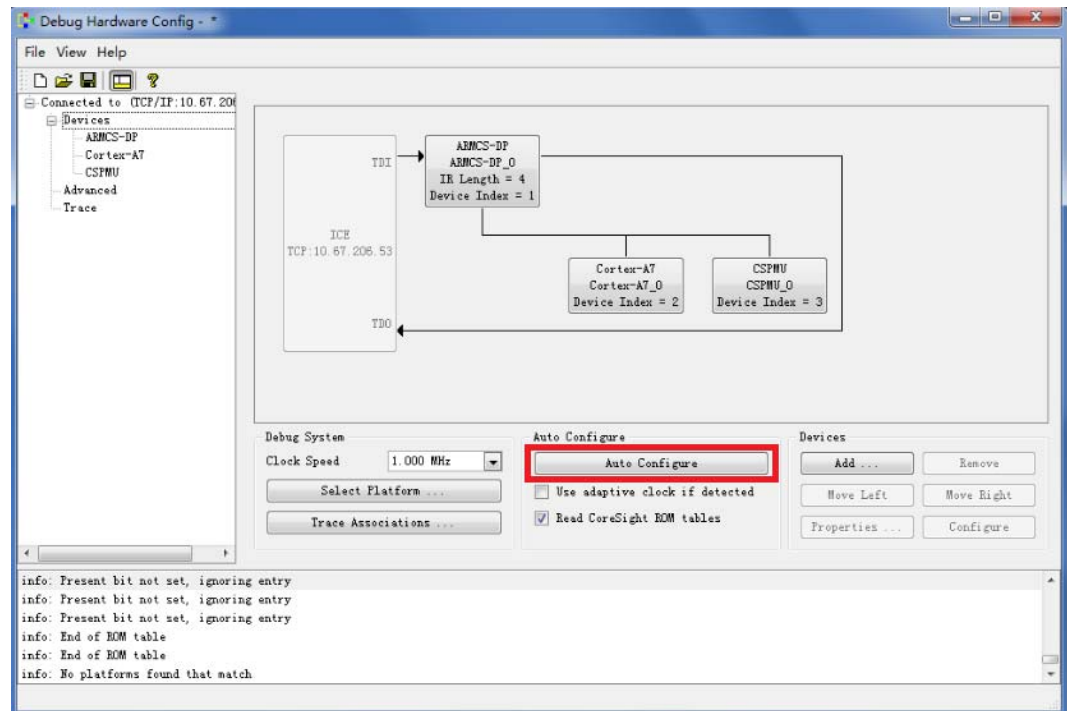 Debug Hardware Config - *
File View Help
Connected to (TCP/IP:10.67.20
Devices
ARMCS-DP
Cortex-A7
CSPMU
Advanced
Trace
TDI
ICE
TCP:10.67.206.53
TDO
ARMCS-DP
ARMCS-DP_0
IR Length = 4
Device Index = 1
Cortex-A7
Cortex-A7_0
Device Index = 2
CSPMU
CSPMU_0
Device Index = 3
Debug System
Clock Speed 1.000 MHz
Select Platform ...
Trace Associations ...
Auto Configure
Auto Configure
Use adaptive clock if detected
Read CoreSight ROM tables
Devices
Add ... Remove
Move Left Move Right
Properties ... Configure
info: Present bit not set, ignoring entry
info: Present bit not set, ignoring entry
info: Present bit not set, ignoring entry
info: End of ROM table
info: End of ROM table
info: No platforms found that match